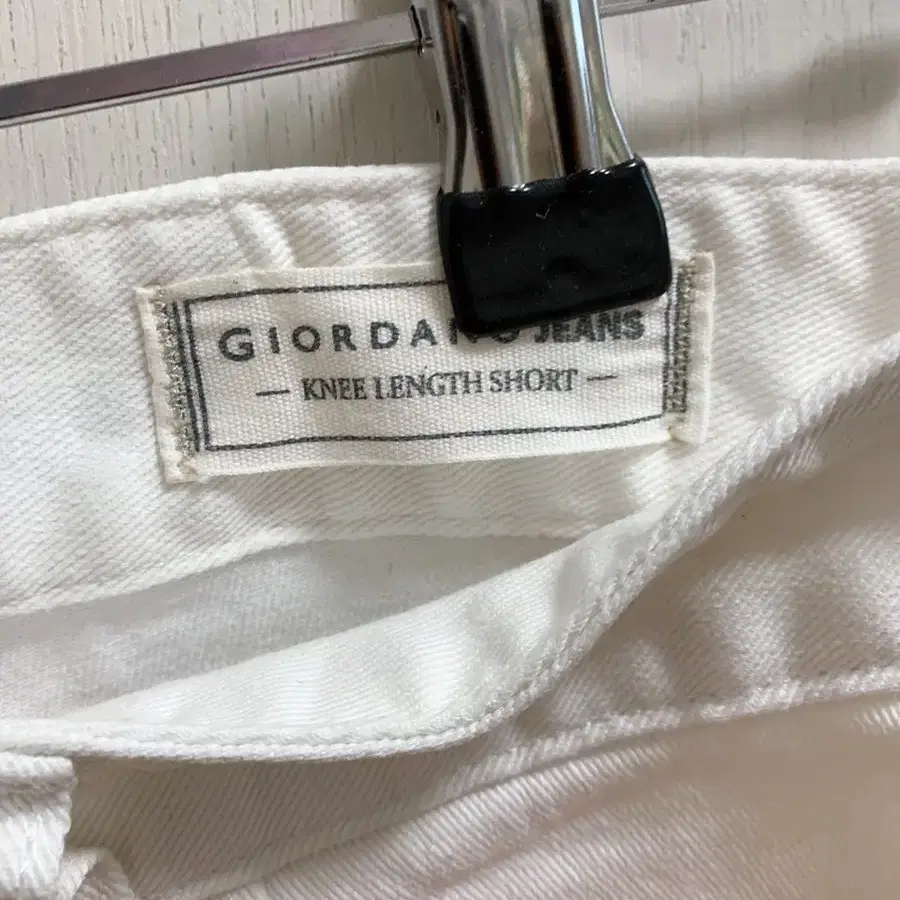 GIORDANO JEANS
— KNEE LENGTH SHORT —